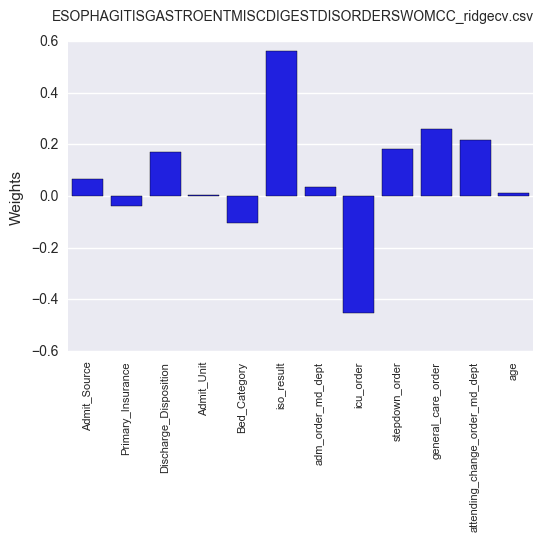 ESOPHAGITISGASTROENTMISCDIGESTDISORDERSWOMCC_ridgecv.csv
0.6
0.4
0.2
0.0
−0.2
−0.4
−0.6
Weights
Admit_Source
Primary_Insurance
Discharge_Disposition
Admit_Unit
Bed_Category
iso_result
adm_order_md_dept
icu_order
stepdown_order
general_care_order
attending_change_order_md_dept
age